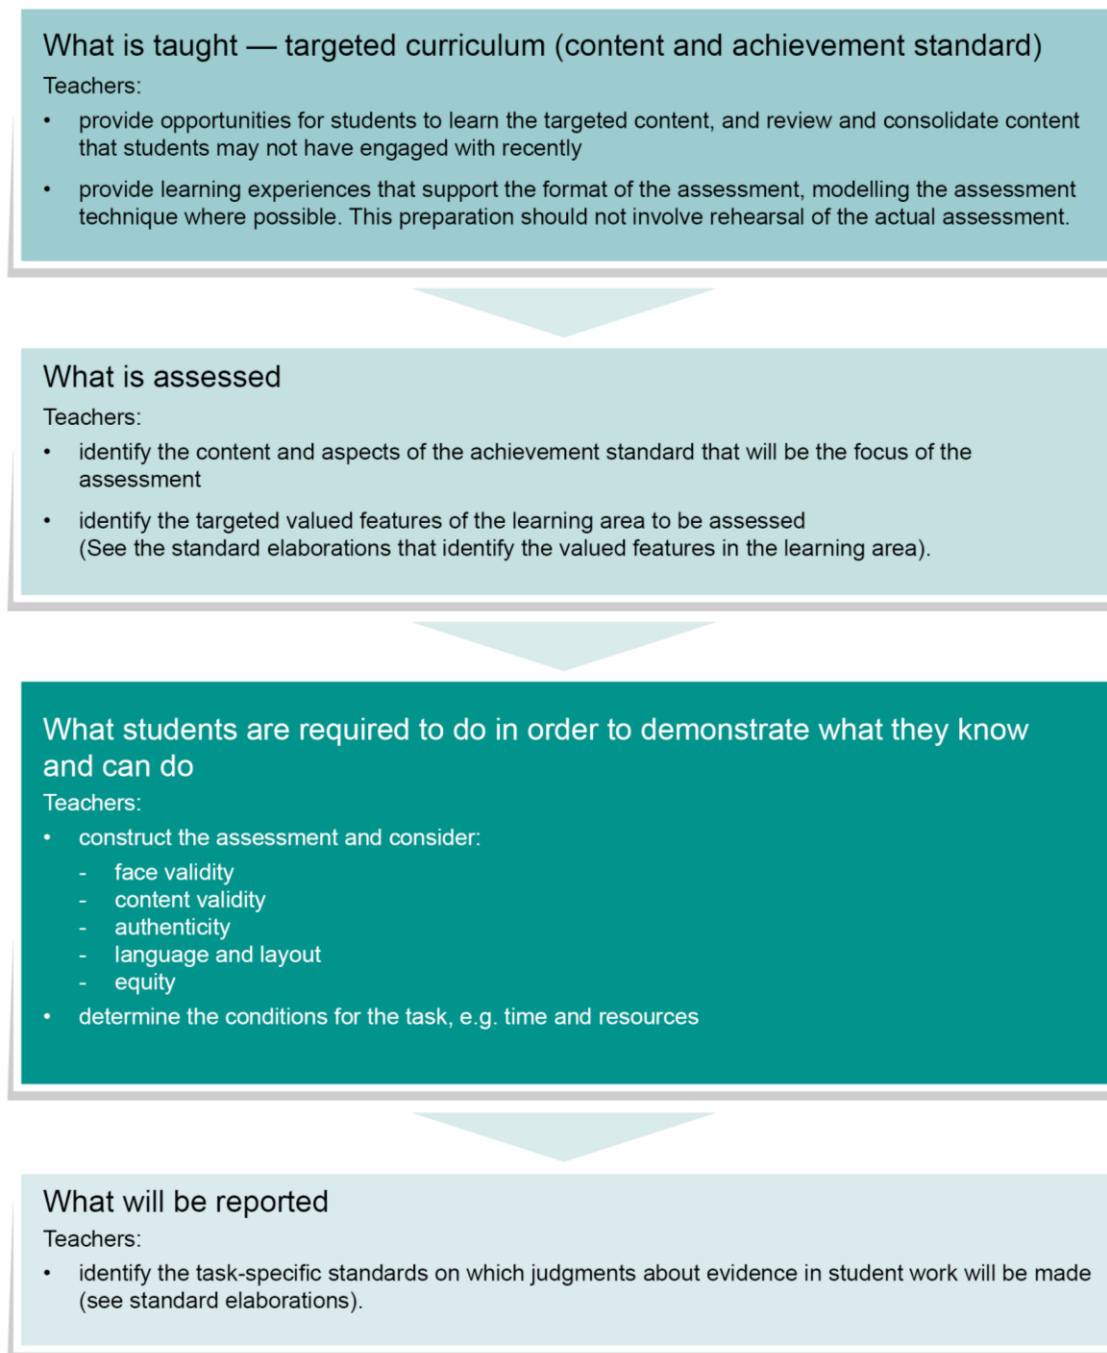 What is taught — targeted curriculum (content and achievement standard)
Teachers:
• provide opportunities for students to learn the targeted content, and review and consolidate content
that students may not have engaged with recently
• provide learning experiences that support the format of the assessment, modelling the assessment
technique where possible. This preparation should not involve rehearsal of the actual assessment.
What is assessed
Teachers:
• identify the content and aspects of the achievement standard that will be the focus of the
assessment
• identify the targeted valued features of the learning area to be assessed
(See the standard elaborations that identify the valued features in the learning area).
What students are required to do in order to demonstrate what they know
and can do
Teachers:
• construct the assessment and consider:
- face validity
- content validity
- authenticity
- language and layout
- equity
• determine the conditions for the task, e.g. time and resources
What will be reported
Teachers:
• identify the task-specific standards on which judgments about evidence in student work will be made
(see standard elaborations).